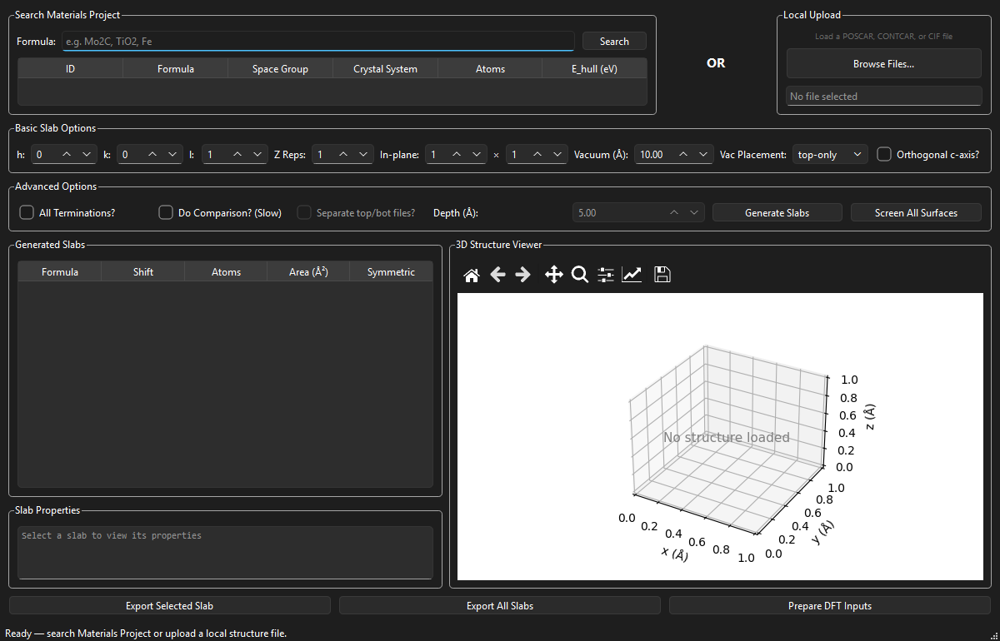 Search Materials Project
Formula: e.g. Mo2C, TiO2, Fe Search
ID Formula Space Group Crystal System Atoms E_hull (eV)
OR
Local Upload
Load a POSCAR, CONTCAR, or CIF file
Browse Files...
No file selected
Basic Slab Options
h: 0 k: 0 l: 1 Z Reps: 1 In-plane: 1 × 1 Vacuum (Å): 10.00 Vac Placement: top-only Orthogonal c-axis?
Advanced Options
All Terminations? Do Comparison? (Slow) Separate top/bot files? Depth (Å): 5.00 Generate Slabs Screen All Surfaces
Generated Slabs
Formula Shift Atoms Area (Å²) Symmetric
Slab Properties
Select a slab to view its properties
3D Structure Viewer
No structure loaded
1.0
0.8
0.6
0.4
0.2
0.0
z (Å)
1.0
0.8
0.6
0.4
0.2
0.0
y (Å)
0.0
0.2
0.4
0.6
0.8
1.0
x (Å)
Export Selected Slab Export All Slabs Prepare DFT Inputs
Ready — search Materials Project or upload a local structure file.